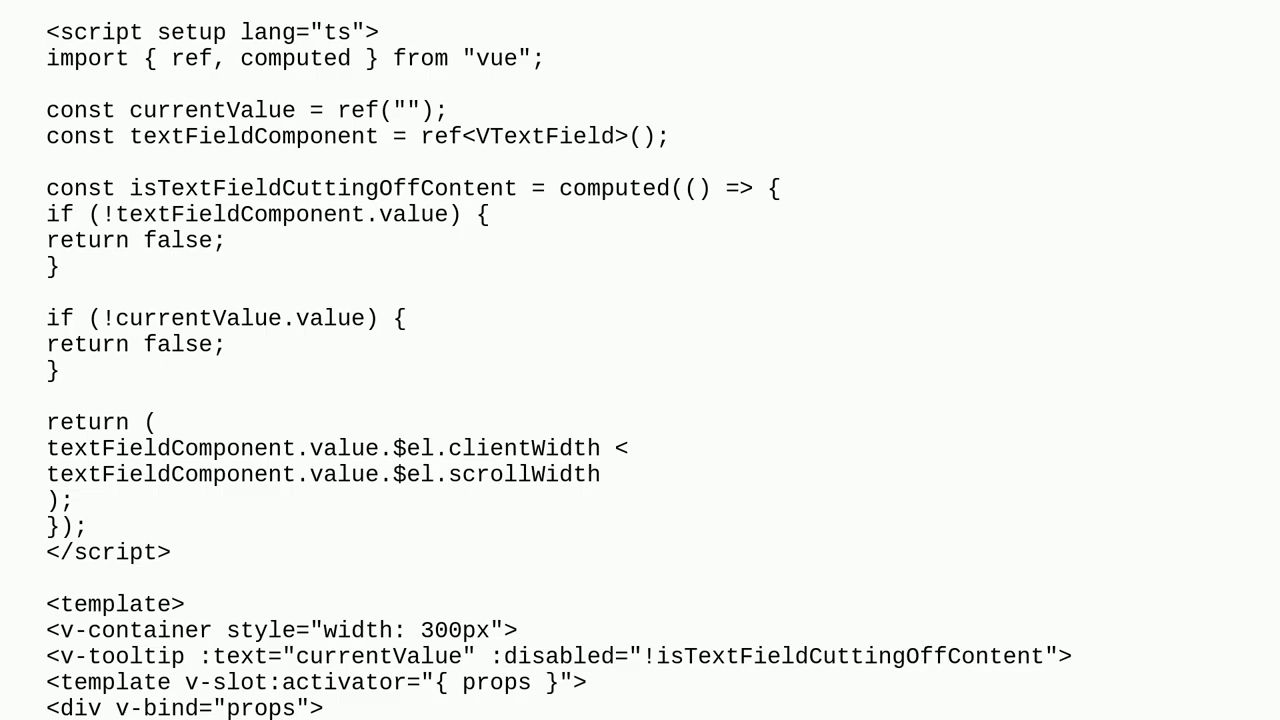 <script setup lang="ts">
import { ref, computed } from "vue";
const currentValue = ref("");
const textFieldComponent = ref<VTextField>();
const isTextFieldCuttingOffContent = computed(() => {
if (!textFieldComponent.value) {
return false;
}
if (!currentValue.value) {
return false;
}
return (
textFieldComponent.value.$el.clientWidth <
textFieldComponent.value.$el.scrollWidth
);
});
</script>
<template>
<v-container style="width: 300px">
<v-tooltip :text="currentValue" :disabled="!isTextFieldCuttingOffContent">
<template v-slot:activator="{ props }">
<div v-bind="props">